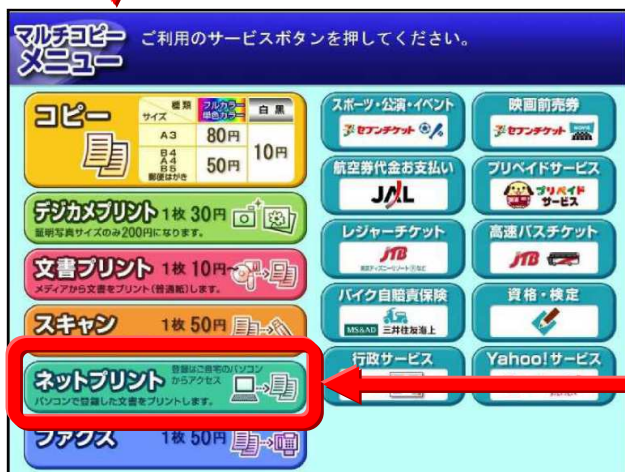 マルチコピー
メニュー
ご利用のサービスボタンを押してください。
コピー
種類
サイズ
フルカラー
単色カラー
白黒
A3 80円
B4
A4
B5
郵便はがき
50円
10円
デジカメプリント 1枚 30円
証明写真サイズのみ200円になります。
文書プリント 1枚 10円~
メディアから文書をプリント(普通紙)します。
スキャン 1枚 50円
ネットプリント
登録はご自宅のパソコン
からアクセス
パソコンで登録した文書をプリントします。
ファクス 1枚 50円
スポーツ・公演・イベント
セブンチケット
映画前売券
セブンチケット
航空券代金お支払い
JAL
プリペイドサービス
プリペイド
サービス
レジャーチケット
JTB
高速バスチケット
JTB
バイク自賠責保険
MS&AD 三井住友海上
資格・検定
行政サービス
Yahoo!サービス